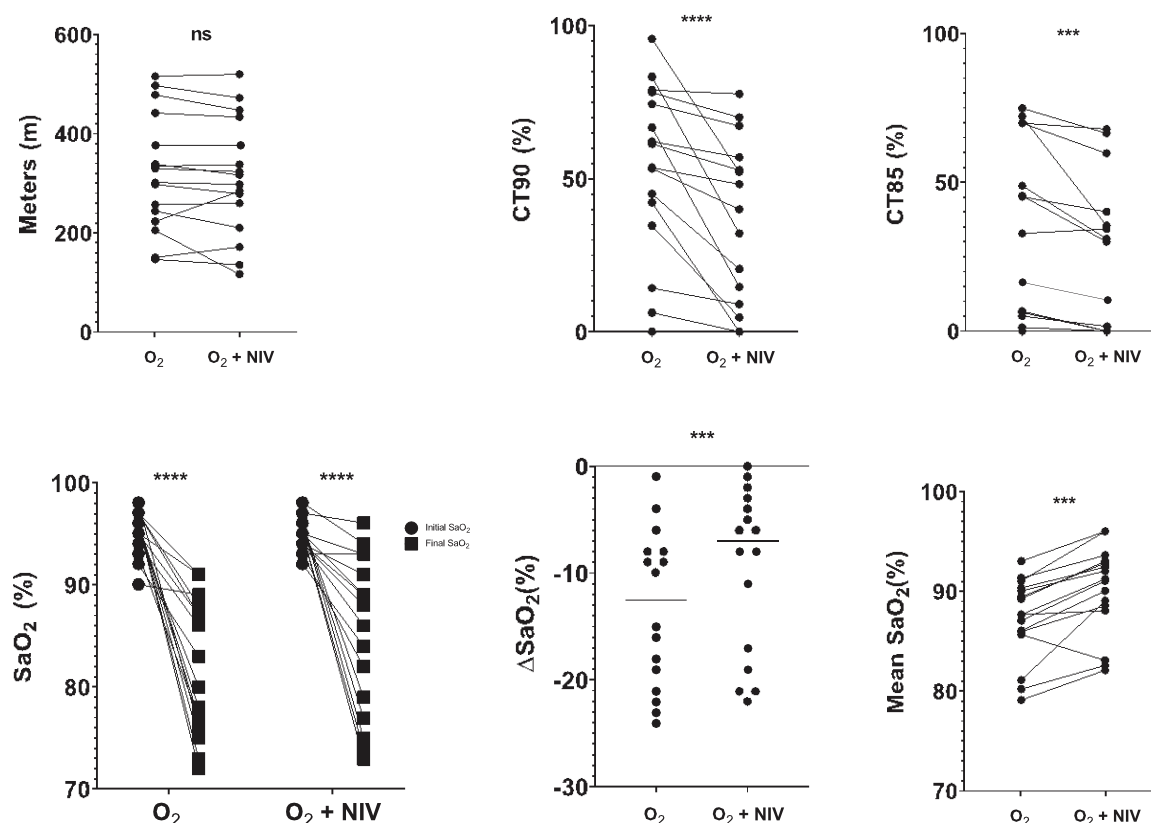 ns
Meters (m)
600
400
200
0
O₂
O₂ + NIV
****
CT90 (%)
100
50
0
O₂
O₂ + NIV
***
CT85 (%)
100
50
0
O₂
O₂ + NIV
****
****
SaO₂ (%)
100
90
80
70
O₂
O₂ + NIV
Initial SaO₂
Final SaO₂
***
ΔSaO₂(%)
0
-10
-20
-30
O₂
O₂ + NIV
***
Mean SaO₂(%)
100
90
80
70
O₂
O₂ + NIV